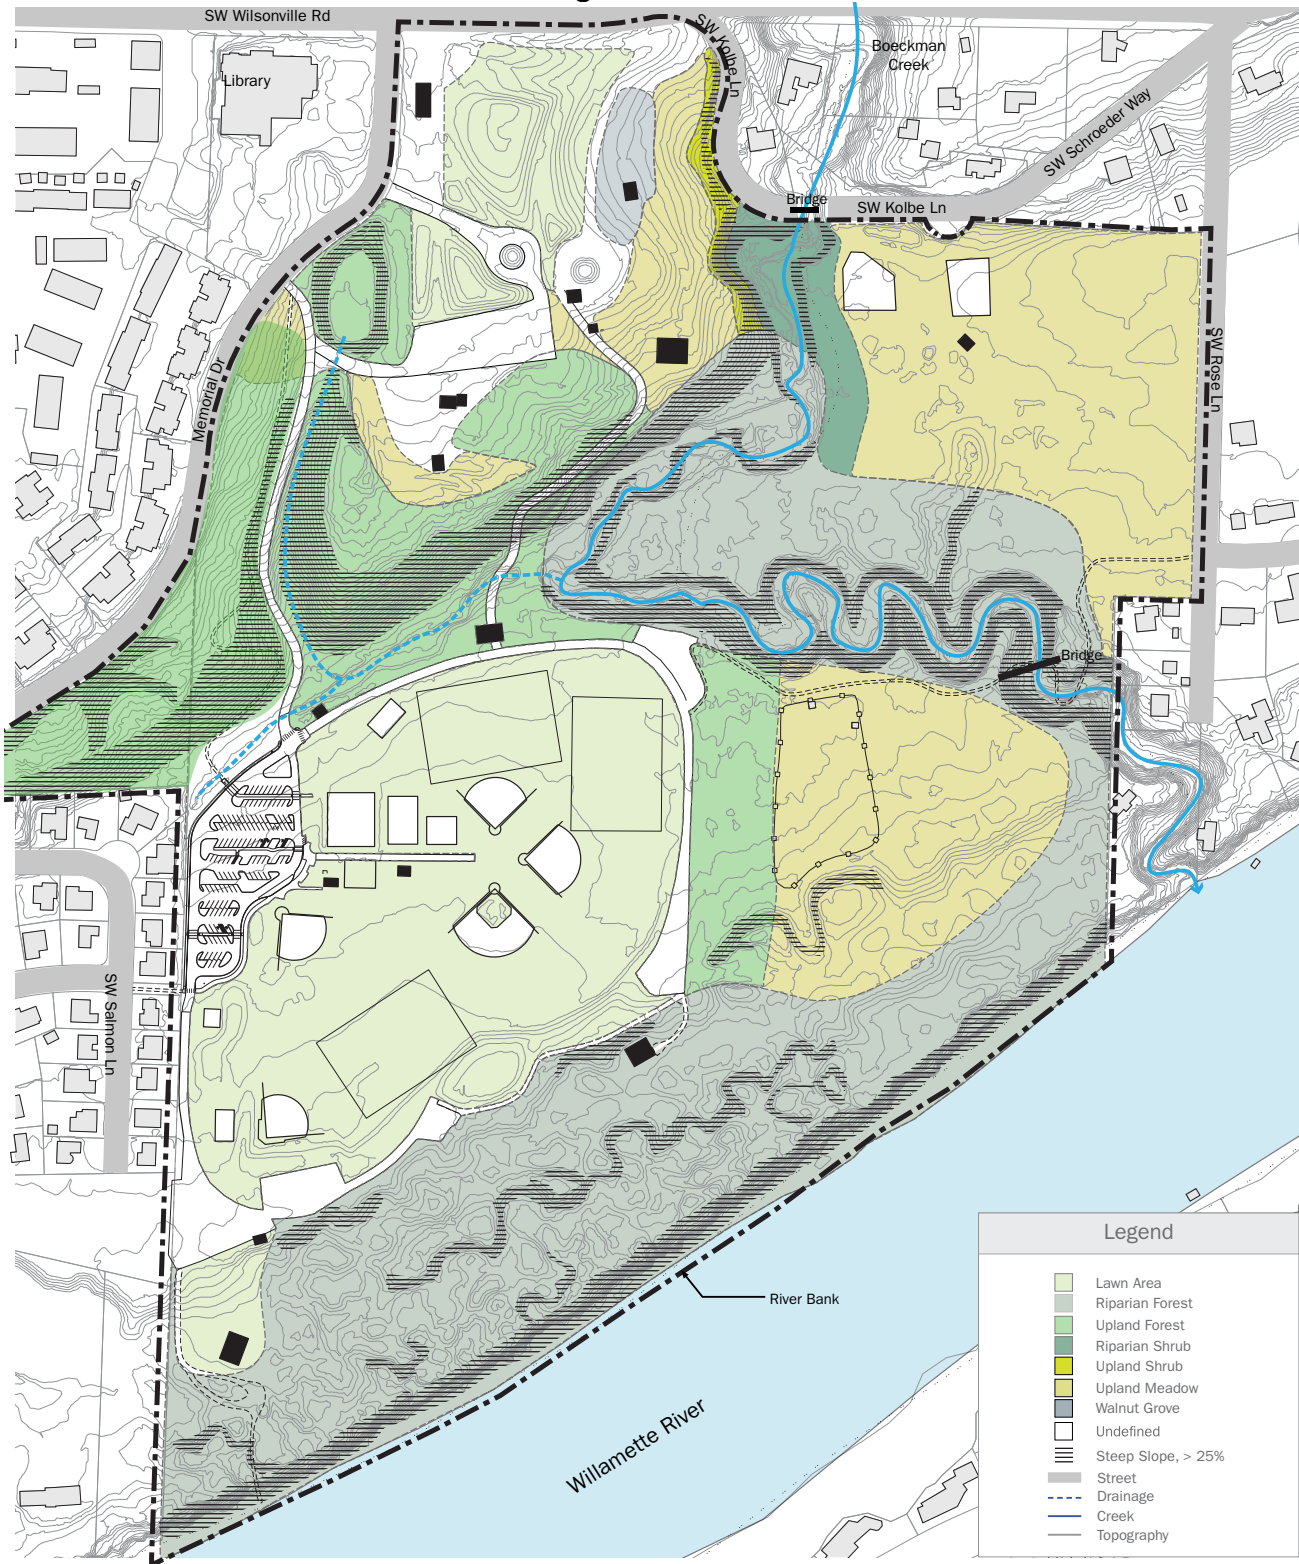 SW Wilsonville Rd
SW Kolbe Ln
Boeckman
Creek
Library
SW Schroeder Way
Bridge
SW Kolbe Ln
SW Rose Ln
Memorial Dr
Bridge
SW Salmon Ln
River Bank
Willamette River
Legend
Lawn Area
Riparian Forest
Upland Forest
Riparian Shrub
Upland Shrub
Upland Meadow
Walnut Grove
Undefined
Steep Slope, > 25%
Street
Drainage
Creek
Topography